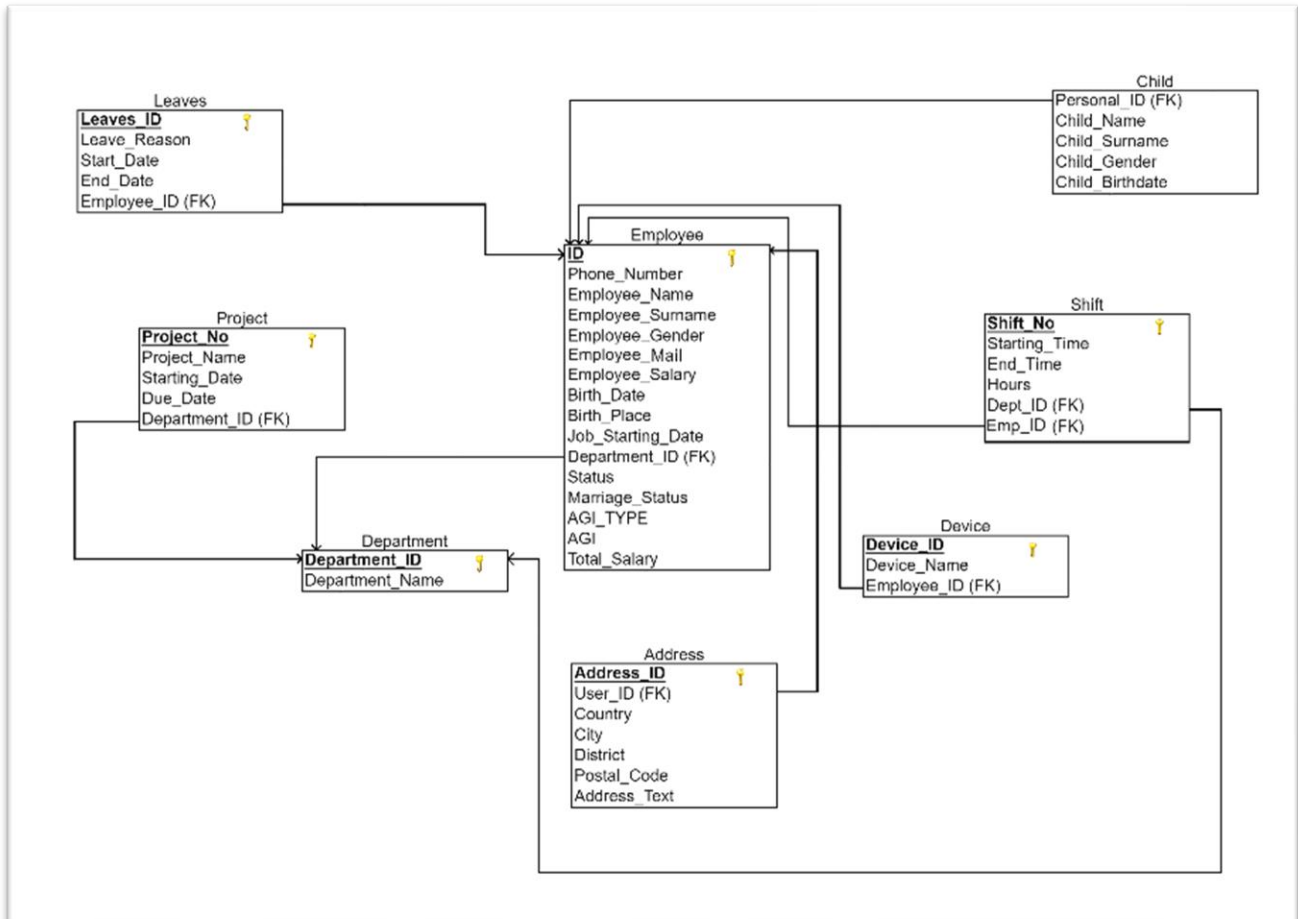 Leaves
Leaves_ID
Leave_Reason
Start_Date
End_Date
Employee_ID (FK)
Child
Personal_ID (FK)
Child_Name
Child_Surname
Child_Gender
Child_Birthdate
Employee
ID
Phone_Number
Employee_Name
Employee_Surname
Employee_Gender
Employee_Mail
Employee_Salary
Birth_Date
Birth_Place
Job_Starting_Date
Department_ID (FK)
Status
Marriage_Status
AGI_TYPE
AGI
Total_Salary
Project
Project_No
Project_Name
Starting_Date
Due_Date
Department_ID (FK)
Shift
Shift_No
Starting_Time
End_Time
Hours
Dept_ID (FK)
Emp_ID (FK)
Department
Department_ID
Department_Name
Device
Device_ID
Device_Name
Employee_ID (FK)
Address
Address_ID
User_ID (FK)
Country
City
District
Postal_Code
Address_Text